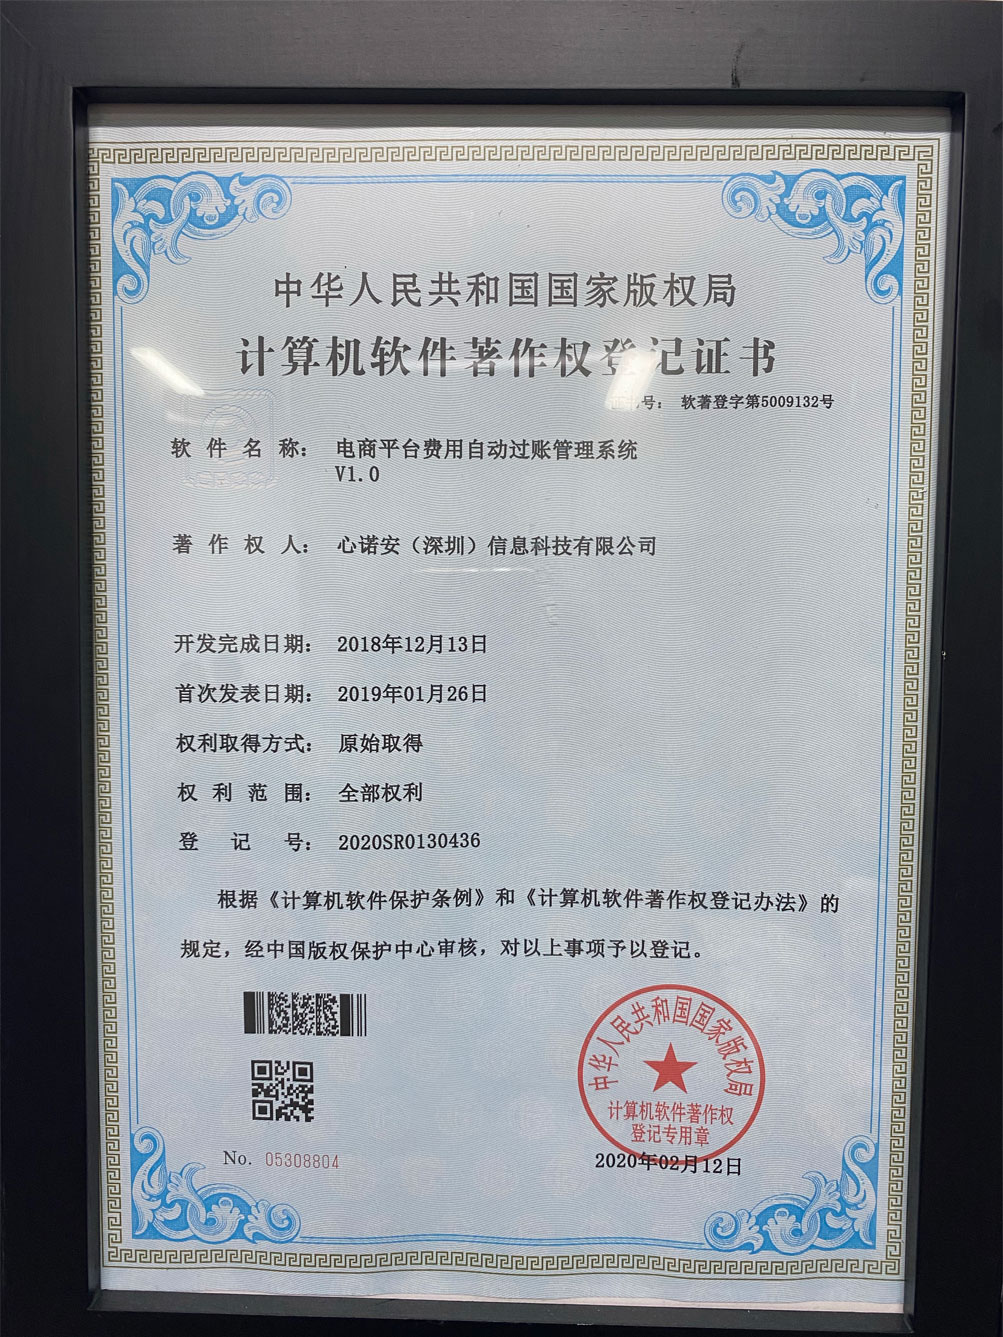 中华人民共和国国家版权局
计算机软件著作权登记证书
号： 软著登字第5009132号
软件名称： 电商平台费用自动过账管理系统
V1.0
著作权人： 心诺安（深圳）信息科技有限公司
开发完成日期： 2018年12月13日
首次发表日期： 2019年01月26日
权利取得方式： 原始取得
权利范围： 全部权利
登记号： 2020SR0130436
根据《计算机软件保护条例》和《计算机软件著作权登记办法》的
规定，经中国版权保护中心审核，对以上事项予以登记。
中华人民共和国国家版权局
计算机软件著作权
登记专用章
No. 05308804
2020年02月12日